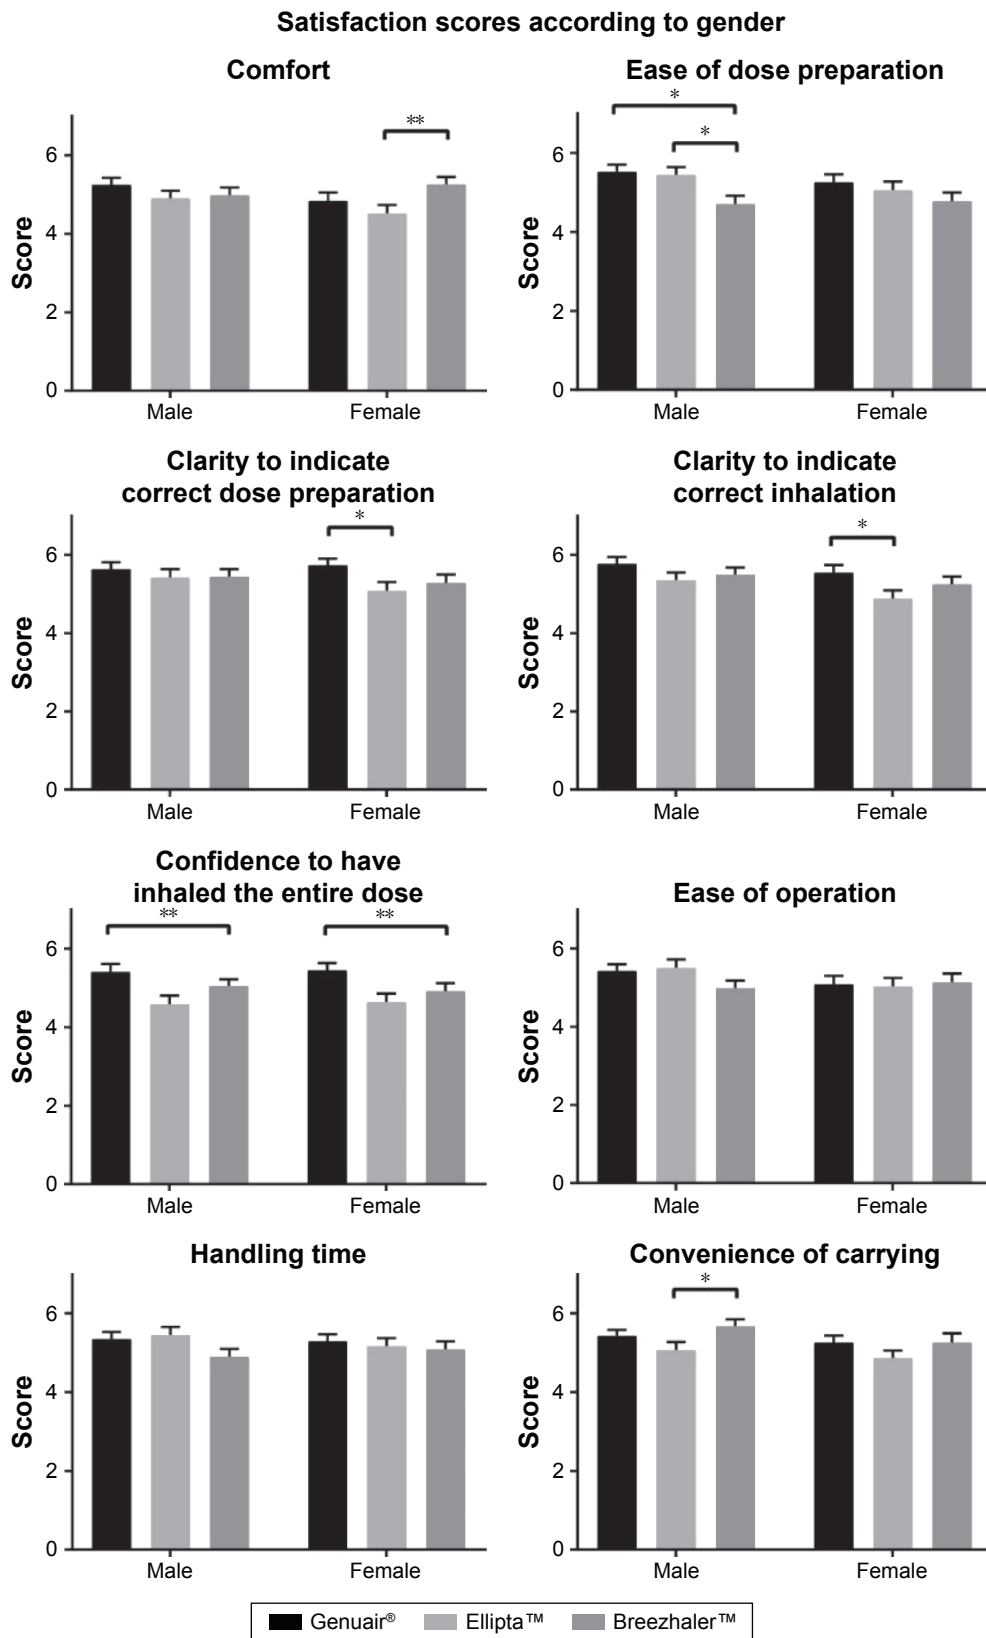 Satisfaction scores according to gender
Comfort
**
6
4
2
0
Score
Male
Female
Ease of dose preparation
*
*
6
4
2
0
Score
Male
Female
Clarity to indicate
correct dose preparation
*
6
4
2
0
Score
Male
Female
Clarity to indicate
correct inhalation
*
6
4
2
0
Score
Male
Female
Confidence to have
inhaled the entire dose
**
**
6
4
2
0
Score
Male
Female
Ease of operation
6
4
2
0
Score
Male
Female
Handling time
6
4
2
0
Score
Male
Female
Convenience of carrying
*
6
4
2
0
Score
Male
Female
Genuair® Ellipta™ Breezhaler™